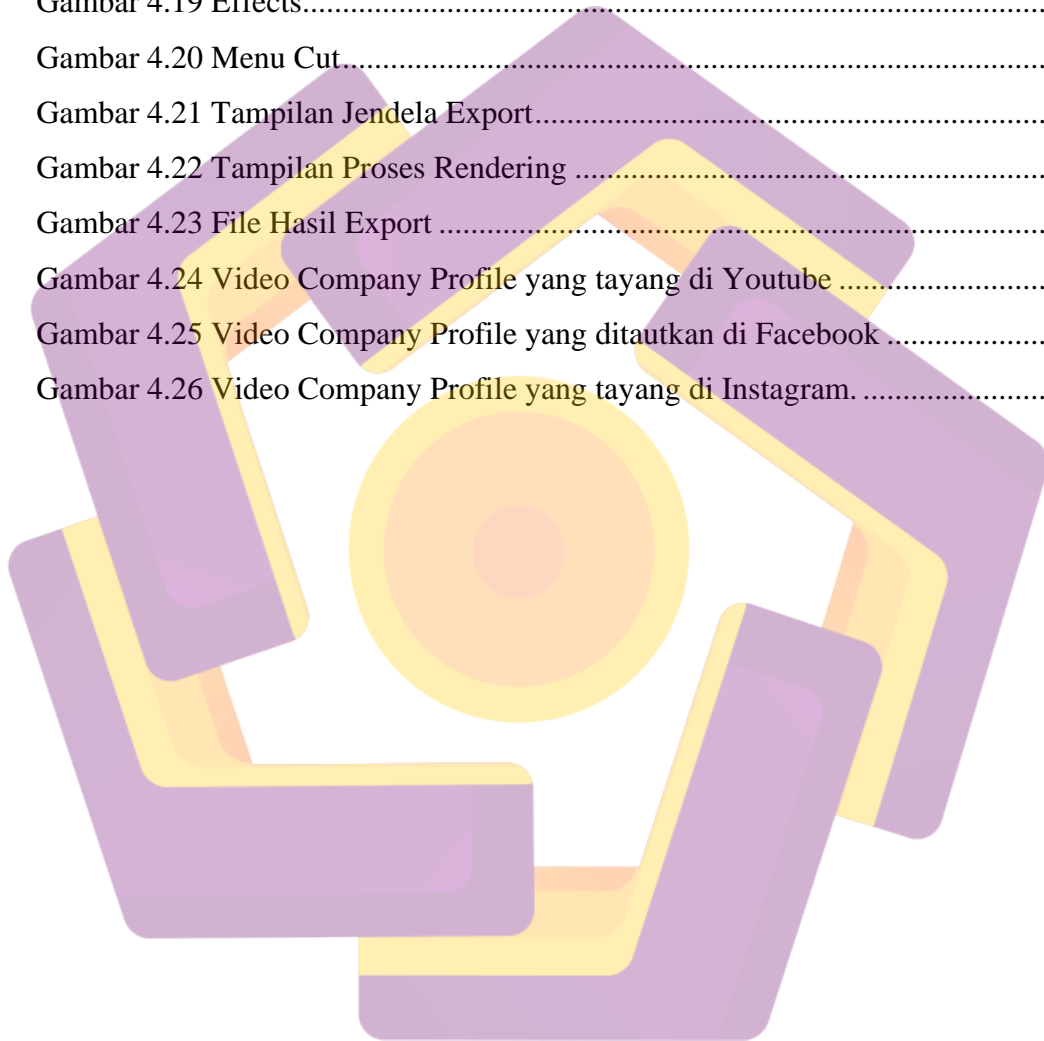 Gambar 4.19 Effects......................................................................................................
Gambar 4.20 Menu Cut.................................................................................................
Gambar 4.21 Tampilan Jendela Export.........................................................................
Gambar 4.22 Tampilan Proses Rendering ....................................................................
Gambar 4.23 File Hasil Export .....................................................................................
Gambar 4.24 Video Company Profile yang tayang di Youtube ...................................
Gambar 4.25 Video Company Profile yang ditautkan di Facebook .............................
Gambar 4.26 Video Company Profile yang tayang di Instagram. ................................